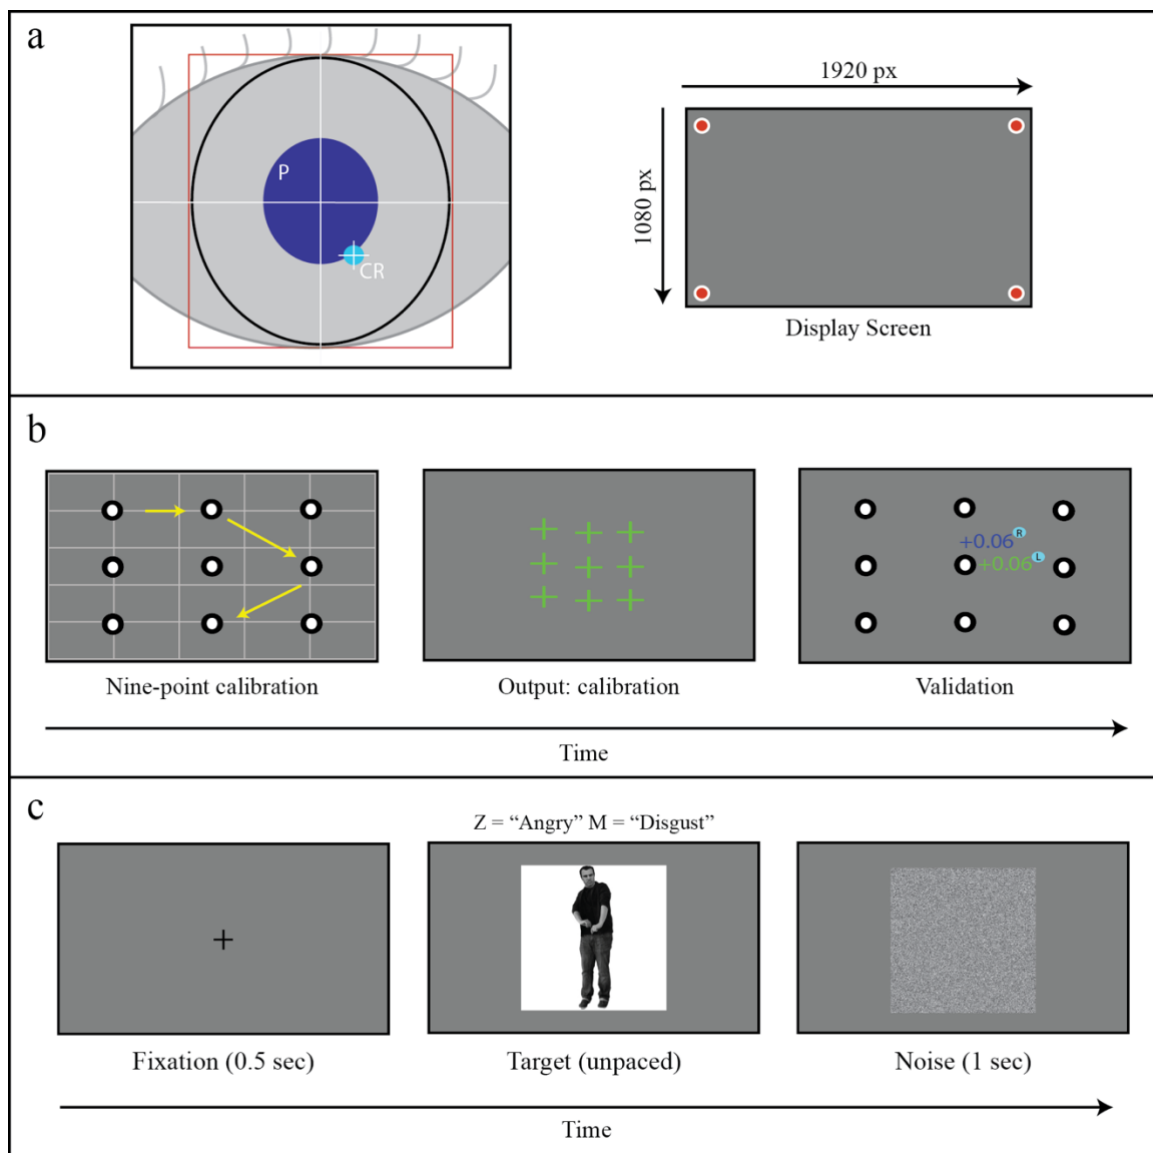 a
P
CR
1920 px
1080 px
Display Screen
b
+0.06 R
+0.06 L
Nine-point calibration
Output: calibration
Validation
Time
c
Z = “Angry” M = “Disgust”
Fixation (0.5 sec)
Target (unpaced)
Noise (1 sec)
Time